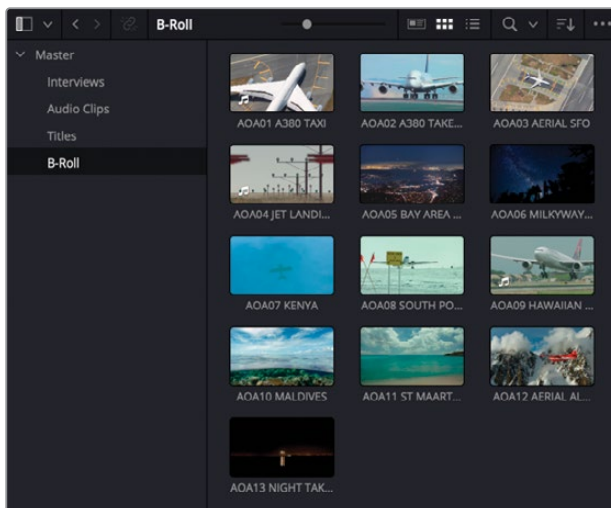 B-Roll
Master
Interviews
Audio Clips
Titles
B-Roll
AOA01 A380 TAXI
AOA02 A380 TAKE...
AOA03 AERIAL SFO
AOA04 JET LANDI...
AOA05 BAY AREA ...
AOA06 MILKYWAY...
AOA07 KENYA
AOA08 SOUTH PO...
AOA09 HAWAIIAN ...
AOA10 MALDIVES
AOA11 ST MAART...
AOA12 AERIAL AL...
AOA13 NIGHT TAK...